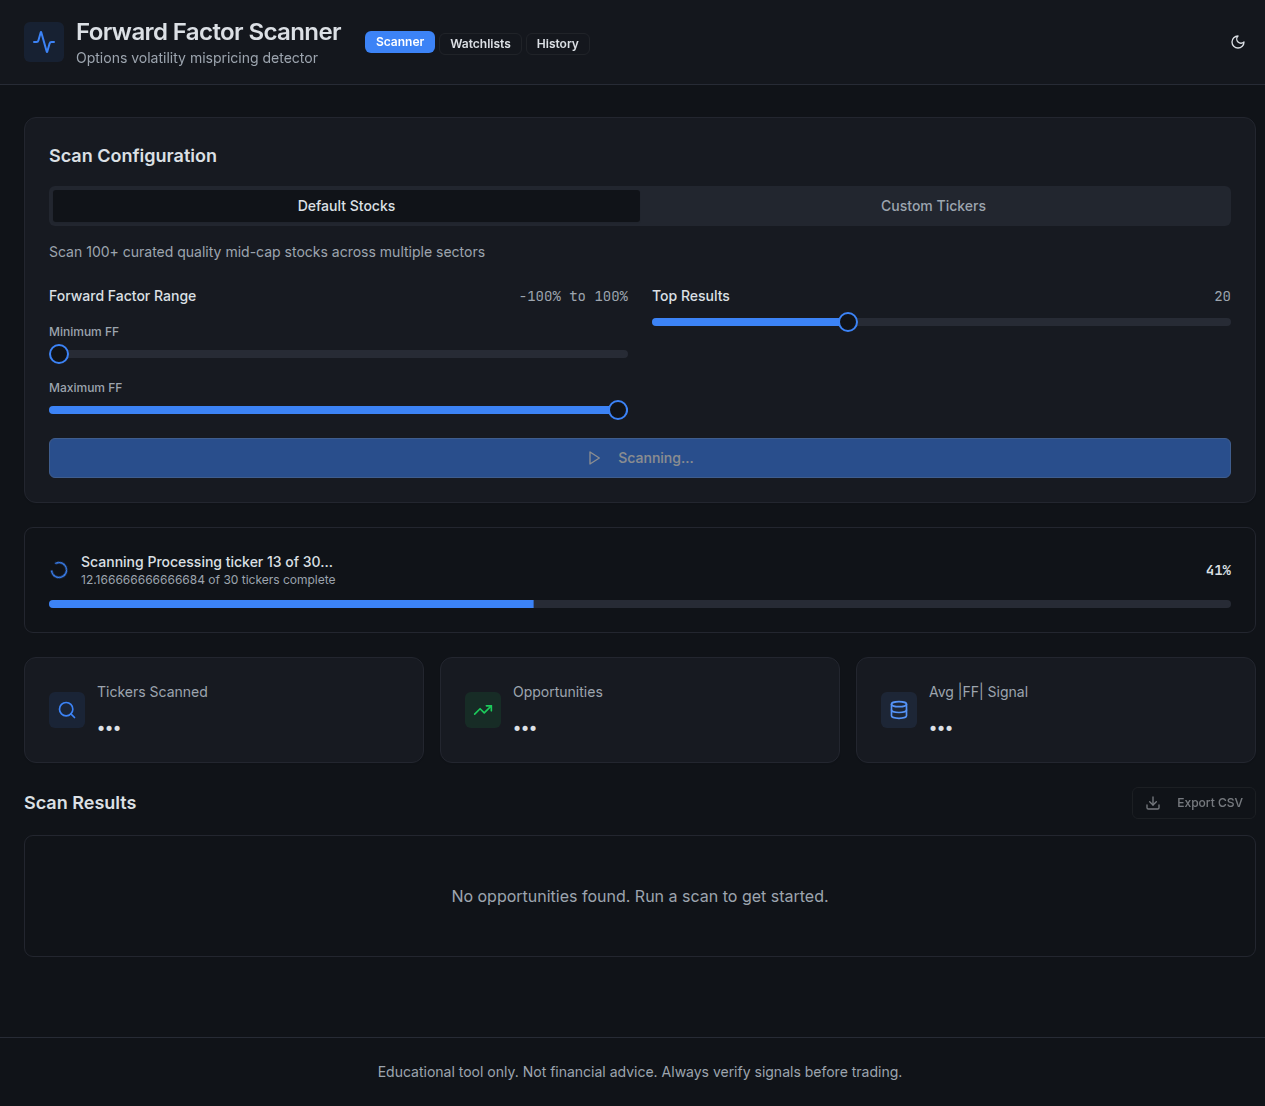 Forward Factor Scanner
Options volatility mispricing detector
Scanner
Watchlists
History
Scan Configuration
Default Stocks
Custom Tickers
Scan 100+ curated quality mid-cap stocks across multiple sectors
Forward Factor Range
-100% to 100%
Minimum FF
Maximum FF
Top Results
20
Scanning...
Scanning Processing ticker 13 of 30...
12.166666666666684 of 30 tickers complete
41%
Tickers Scanned
•••
Opportunities
•••
Avg |FF| Signal
•••
Scan Results
Export CSV
No opportunities found. Run a scan to get started.
Educational tool only. Not financial advice. Always verify signals before trading.